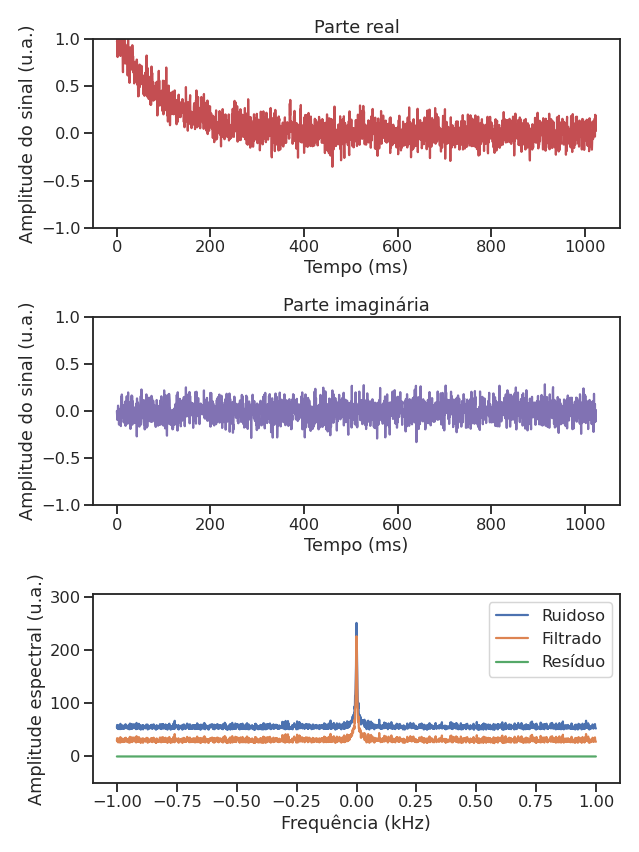 Parte real
Amplitude do sinal (u.a.)
1.0
0.5
0.0
−0.5
−1.0
0 200 400 600 800 1000
Tempo (ms)
Parte imaginária
Amplitude do sinal (u.a.)
1.0
0.5
0.0
−0.5
−1.0
0 200 400 600 800 1000
Tempo (ms)
Amplitude espectral (u.a.)
300
200
100
0
Ruidoso
Filtrado
Resíduo
−1.00 −0.75 −0.50 −0.25 0.00 0.25 0.50 0.75 1.00
Frequência (kHz)